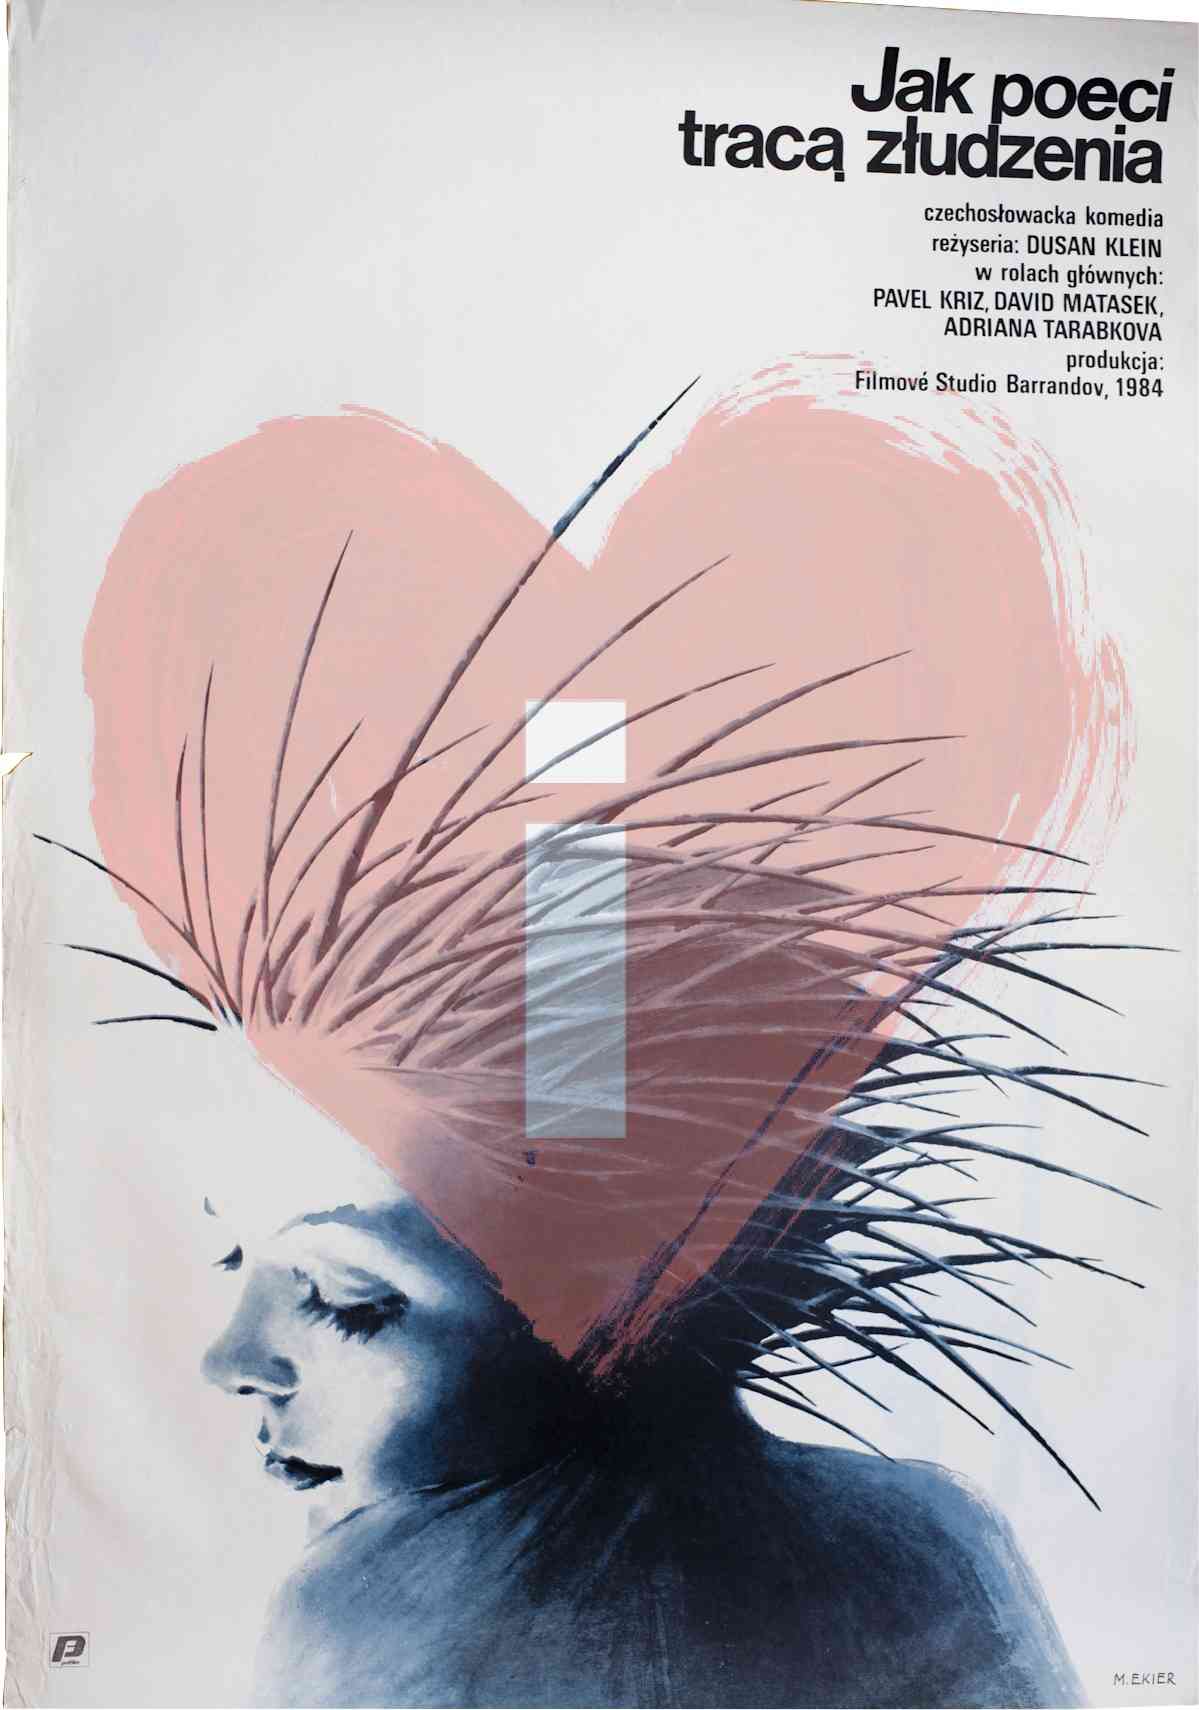 Jak poeci
tracą złudzenia
czechosłowacka komedia
reżyseria: DUSAN KLEIN
w rolach głównych:
PAVEL KRIZ, DAVID MATASEK,
ADRIANA TARABKOVA
produkcja:
Filmové Studio Barrandov, 1984
i
M. EKIER